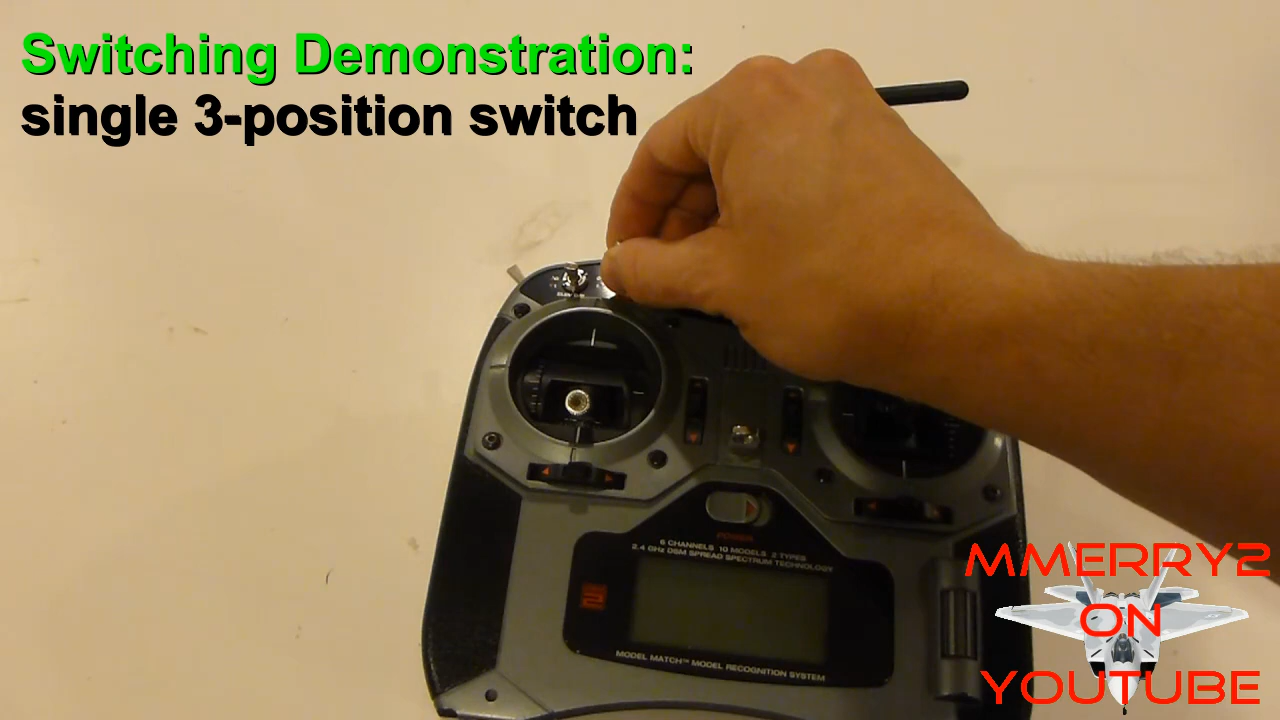 Switching Demonstration:
single 3-position switch
POWER
6 CHANNELS 10 MODELS 2 TYPES
2.4 GHz DSM SPREAD SPECTRUM TECHNOLOGY
MODEL MATCH™ MODEL RECOGNITION SYSTEM
MMERRY2
ON
YOUTUBE